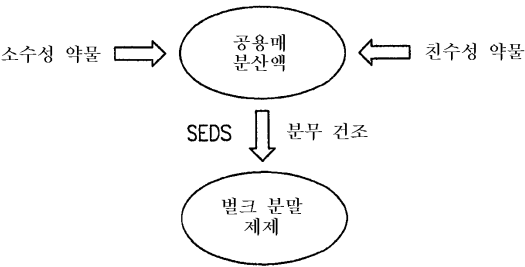 공용매
분산액
소수성 약물
친수성 약물
SEDS 분무 건조
벌크 분말
제제